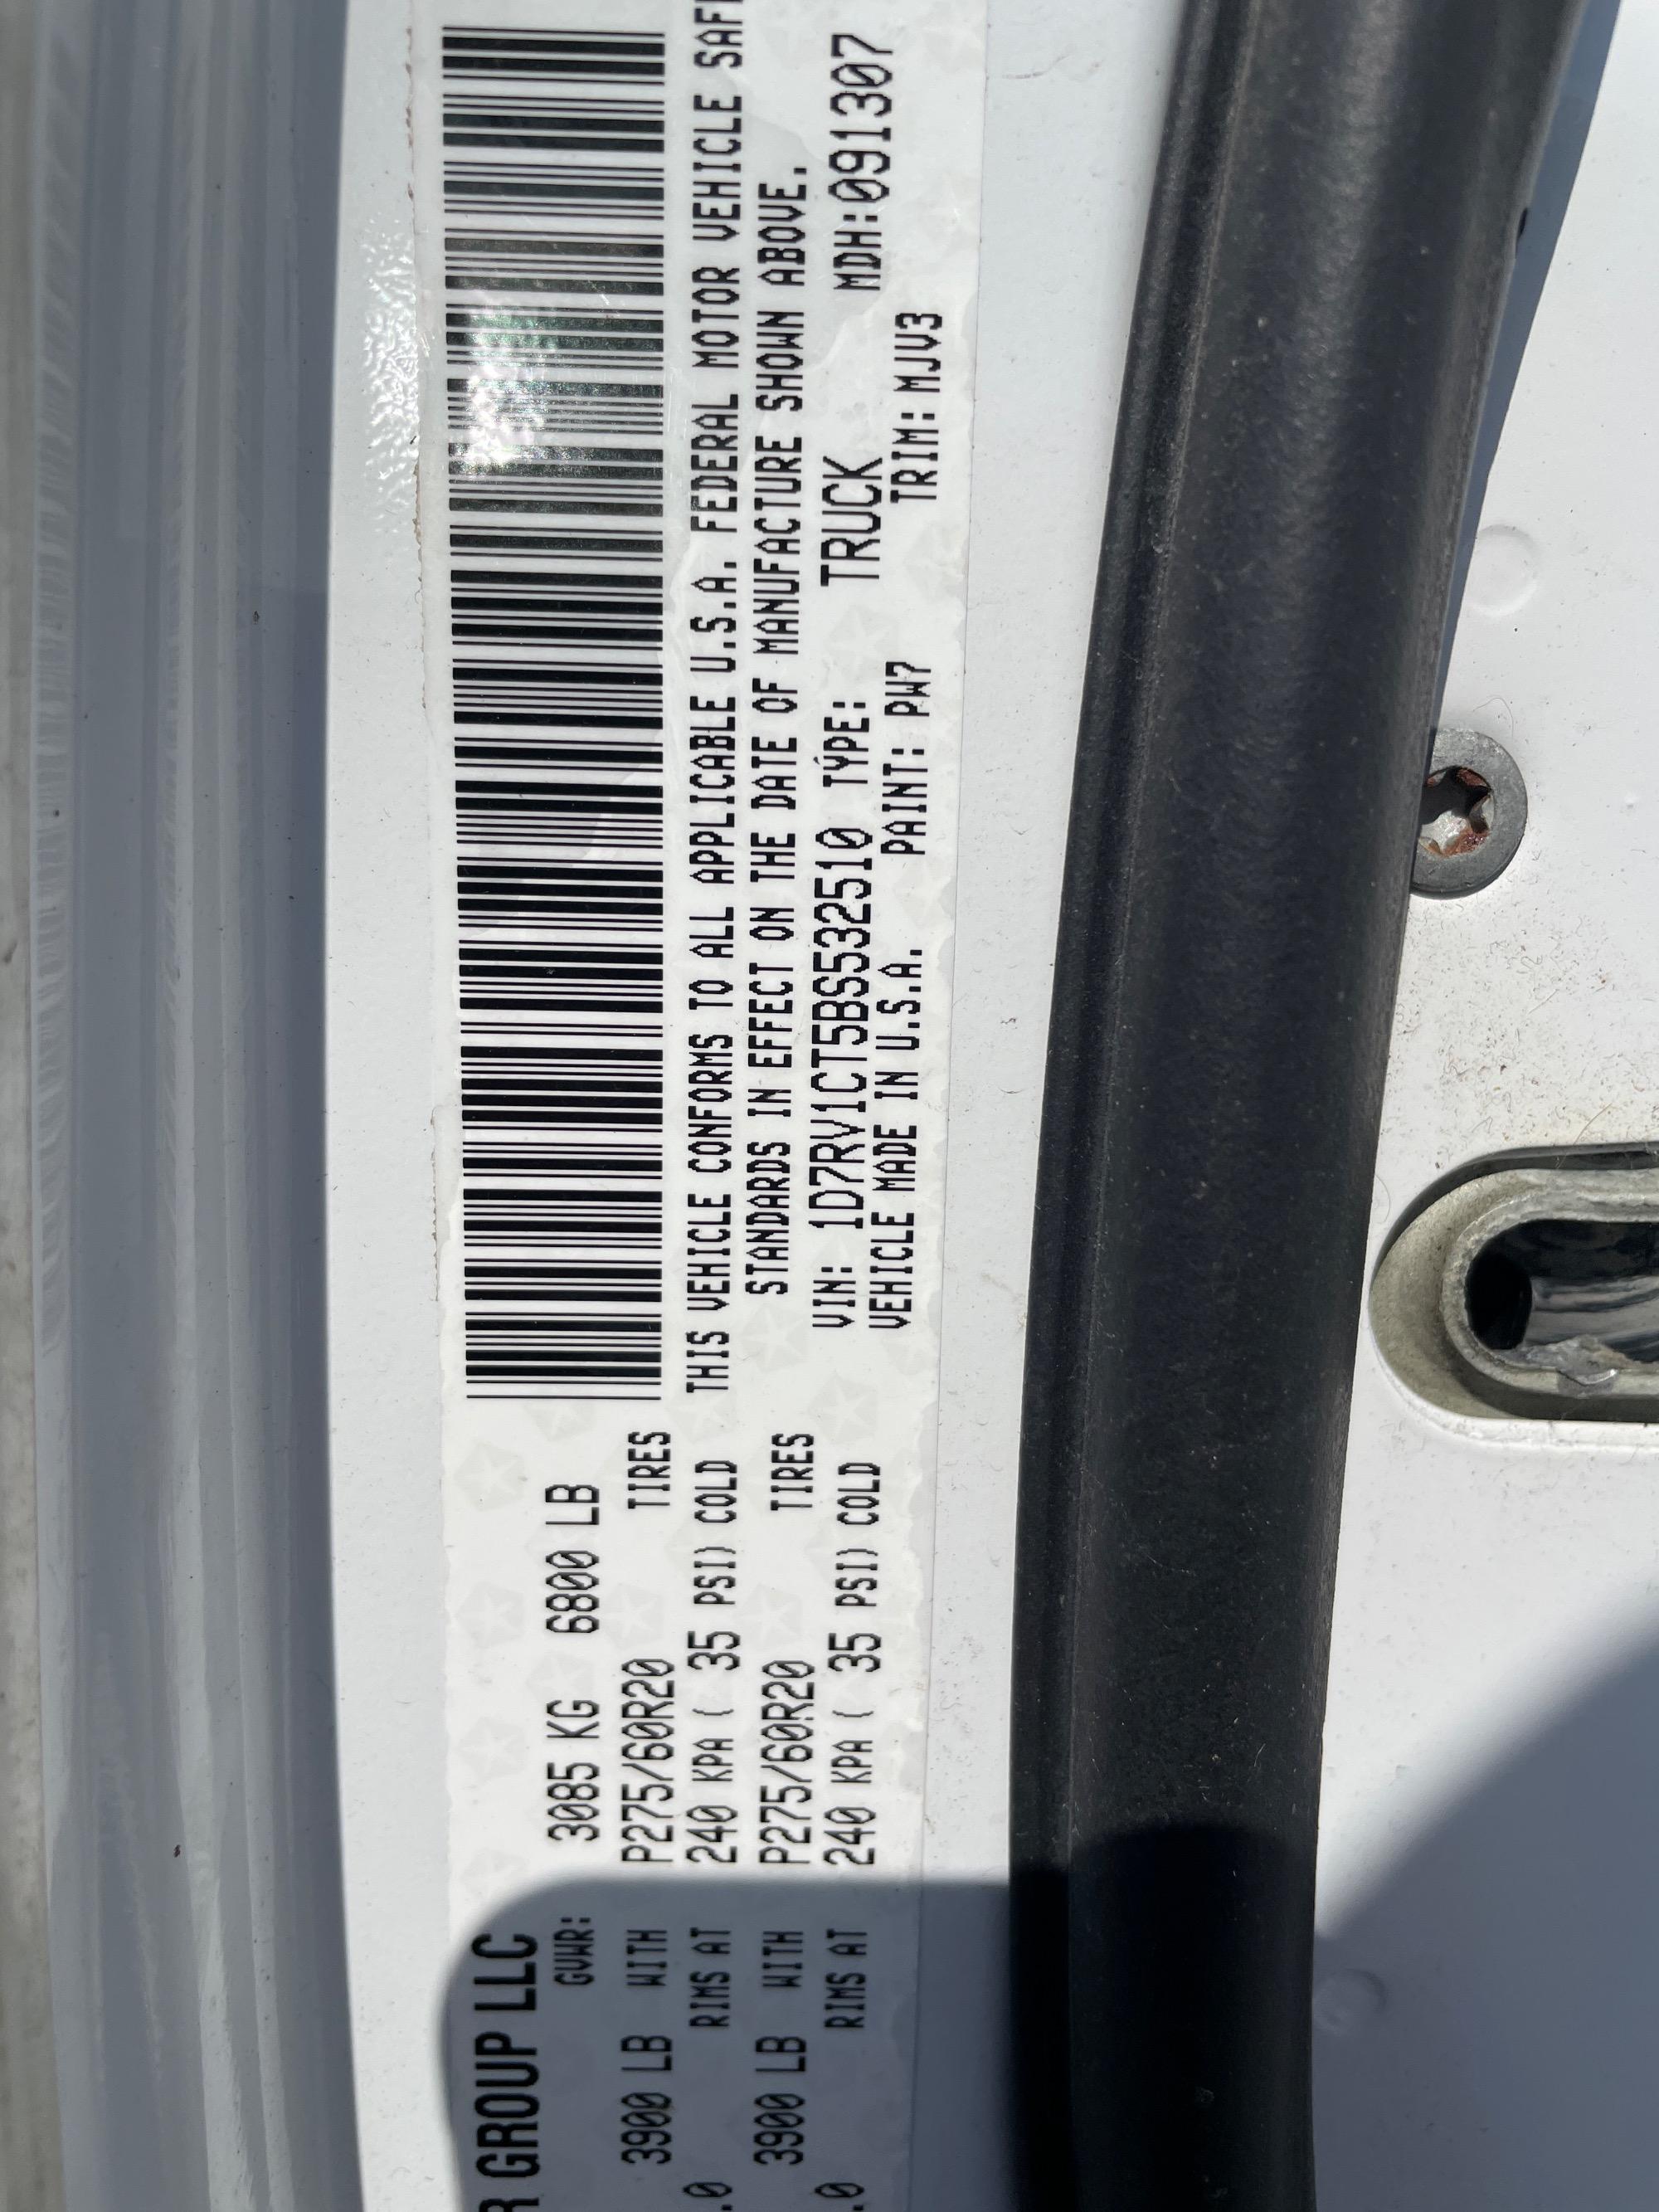 R GROUP LLC
GVWR: 3085 KG 6800 LB
3900 LB WITH P275/60R20 TIRES
.0 RIMS AT 240 KPA ( 35 PSI) COLD
3900 LB WITH P275/60R20 TIRES
.0 RIMS AT 240 KPA ( 35 PSI) COLD
THIS VEHICLE CONFORMS TO ALL APPLICABLE U.S.A. FEDERAL MOTOR VEHICLE SAFE
STANDARDS IN EFFECT ON THE DATE OF MANUFACTURE SHOWN ABOVE.
VIN: 1D7RV1CT5BS532510 TYPE: TRUCK MDH:091307
VEHICLE MADE IN U.S.A. PAINT: PW7 TRIM: MJV3